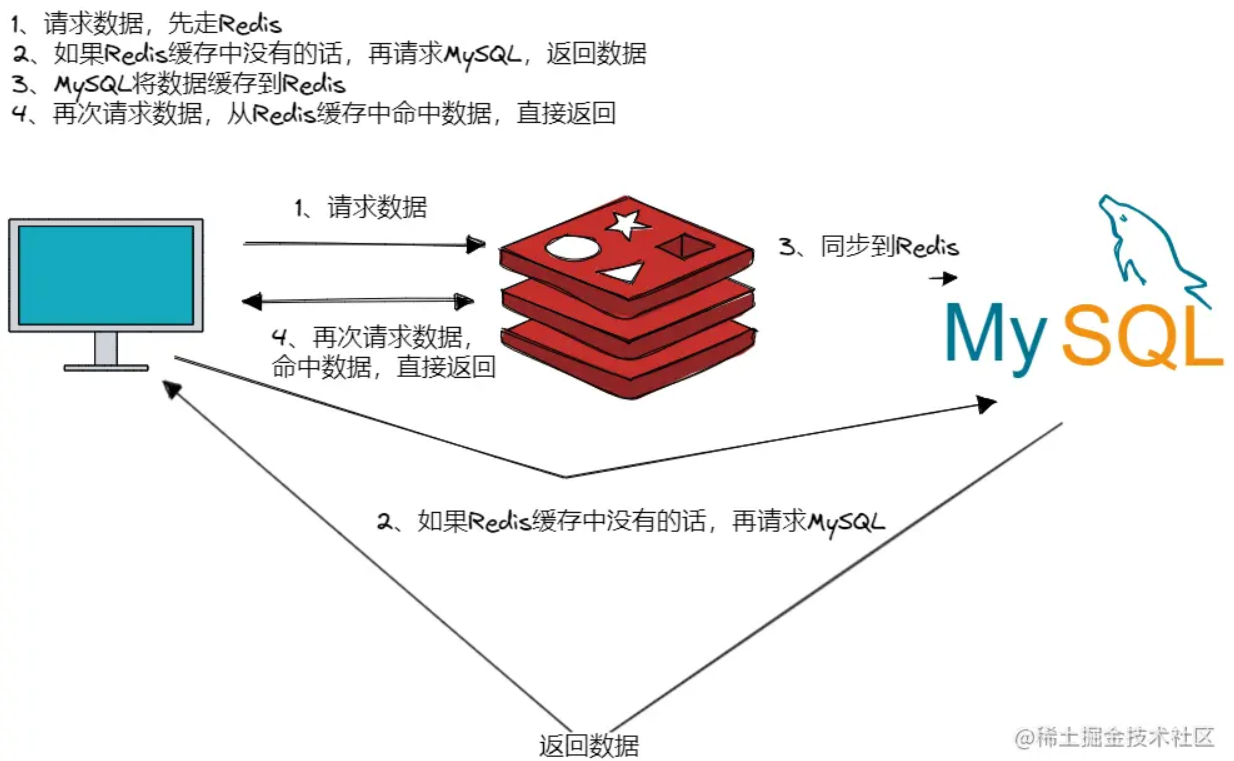 1、请求数据，先走Redis
2、如果Redis缓存中没有的话，再请求MySQL，返回数据
3、MySQL将数据缓存到Redis
4、再次请求数据，从Redis缓存中命中数据，直接返回
1、请求数据
3、同步到Redis
4、再次请求数据，
命中数据，直接返回
MySQL
2、如果Redis缓存中没有的话，再请求MySQL
返回数据
@稀土掘金技术社区